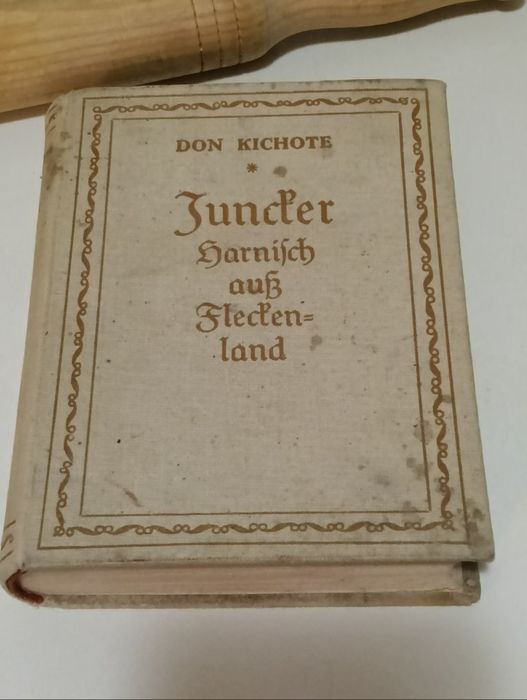 DON KICHOTE
*
Juncker
Harniſch
auß
Flecken=
land